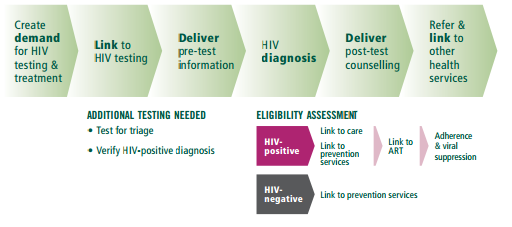 Create
demand
for HIV
testing &
treatment
Link to
HIV testing
Deliver
pre-test
information
HIV
diagnosis
Deliver
post-test
counselling
Refer &
link to
other
health
services
ADDITIONAL TESTING NEEDED
• Test for triage
• Verify HIV-positive diagnosis
ELIGIBILITY ASSESSMENT
HIV-
positive
Link to care
Link to
prevention
services
Link to
ART
Adherence
& viral
suppression
HIV-
negative
Link to prevention services